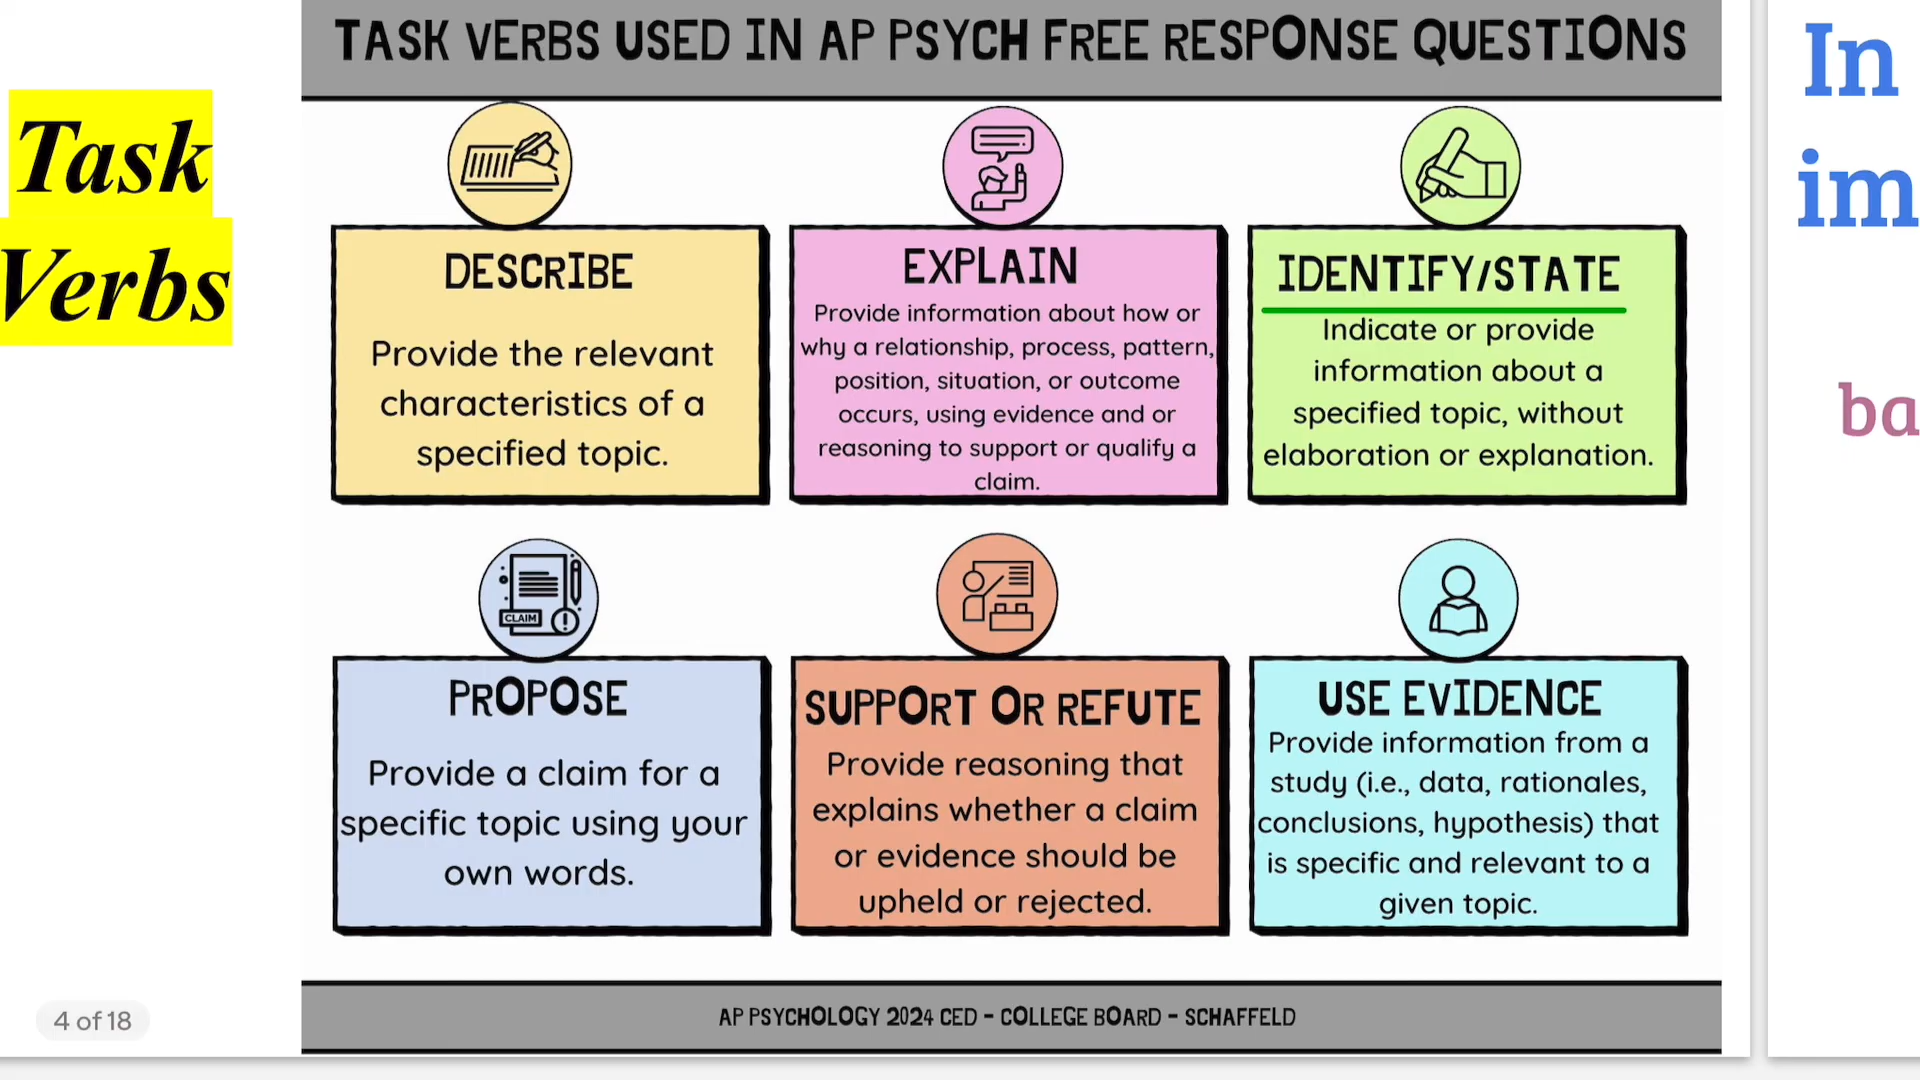 TASK VERBS USED IN AP PSYCH FREE RESPONSE QUESTIONS
Task
Verbs
DESCRIBE
Provide the relevant
characteristics of a
specified topic.
EXPLAIN
Provide information about how or
why a relationship, process, pattern,
position, situation, or outcome
occurs, using evidence and or
reasoning to support or qualify a
claim.
IDENTIFY/STATE
Indicate or provide
information about a
specified topic, without
elaboration or explanation.
CLAIM
PROPOSE
Provide a claim for a
specific topic using your
own words.
SUPPORT OR REFUTE
Provide reasoning that
explains whether a claim
or evidence should be
upheld or rejected.
USE EVIDENCE
Provide information from a
study (i.e., data, rationales,
conclusions, hypothesis) that
is specific and relevant to a
given topic.
AP PSYCHOLOGY 2024 CED - COLLEGE BOARD - SCHAFFELD
4 of 18
In
im
ba